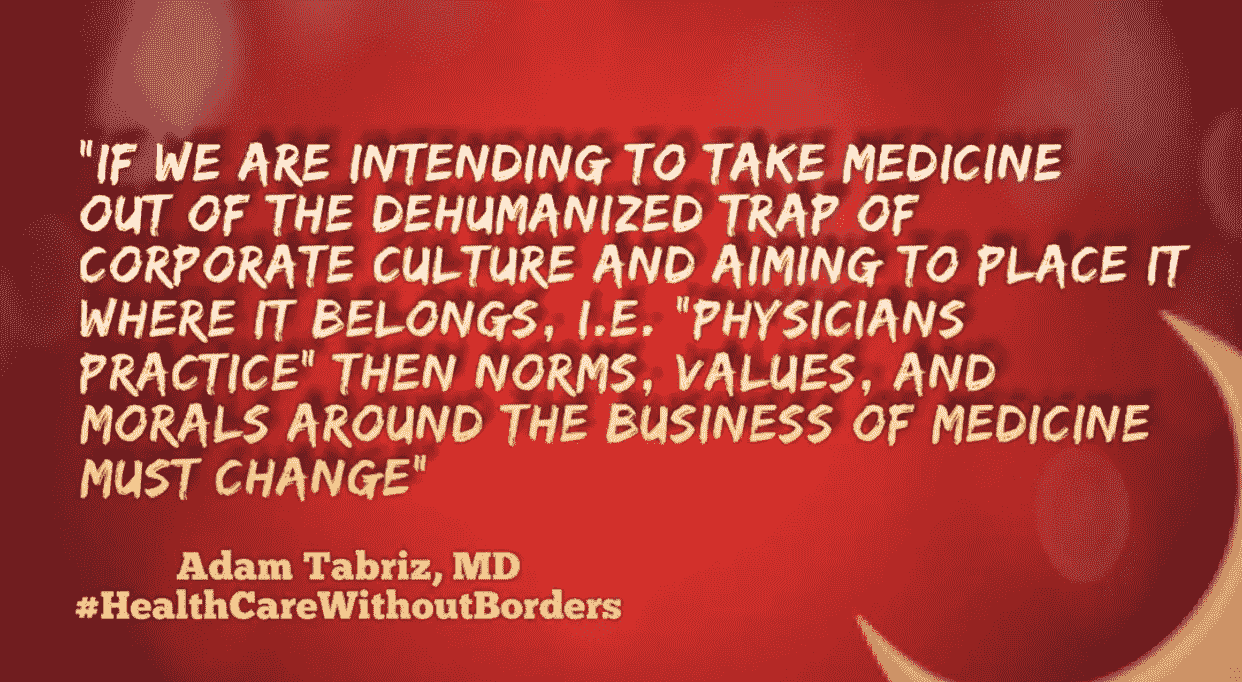 "IF WE ARE INTENDING TO TAKE MEDICINE
OUT OF THE DEHUMANIZED TRAP OF
CORPORATE CULTURE AND AIMING TO PLACE IT
WHERE IT BELONGS, I.E. "PHYSICIANS
PRACTICE" THEN NORMS, VALUES, AND
MORALS AROUND THE BUSINESS OF MEDICINE
MUST CHANGE"
Adam Tabriz, MD
#HealthCareWithoutBorders